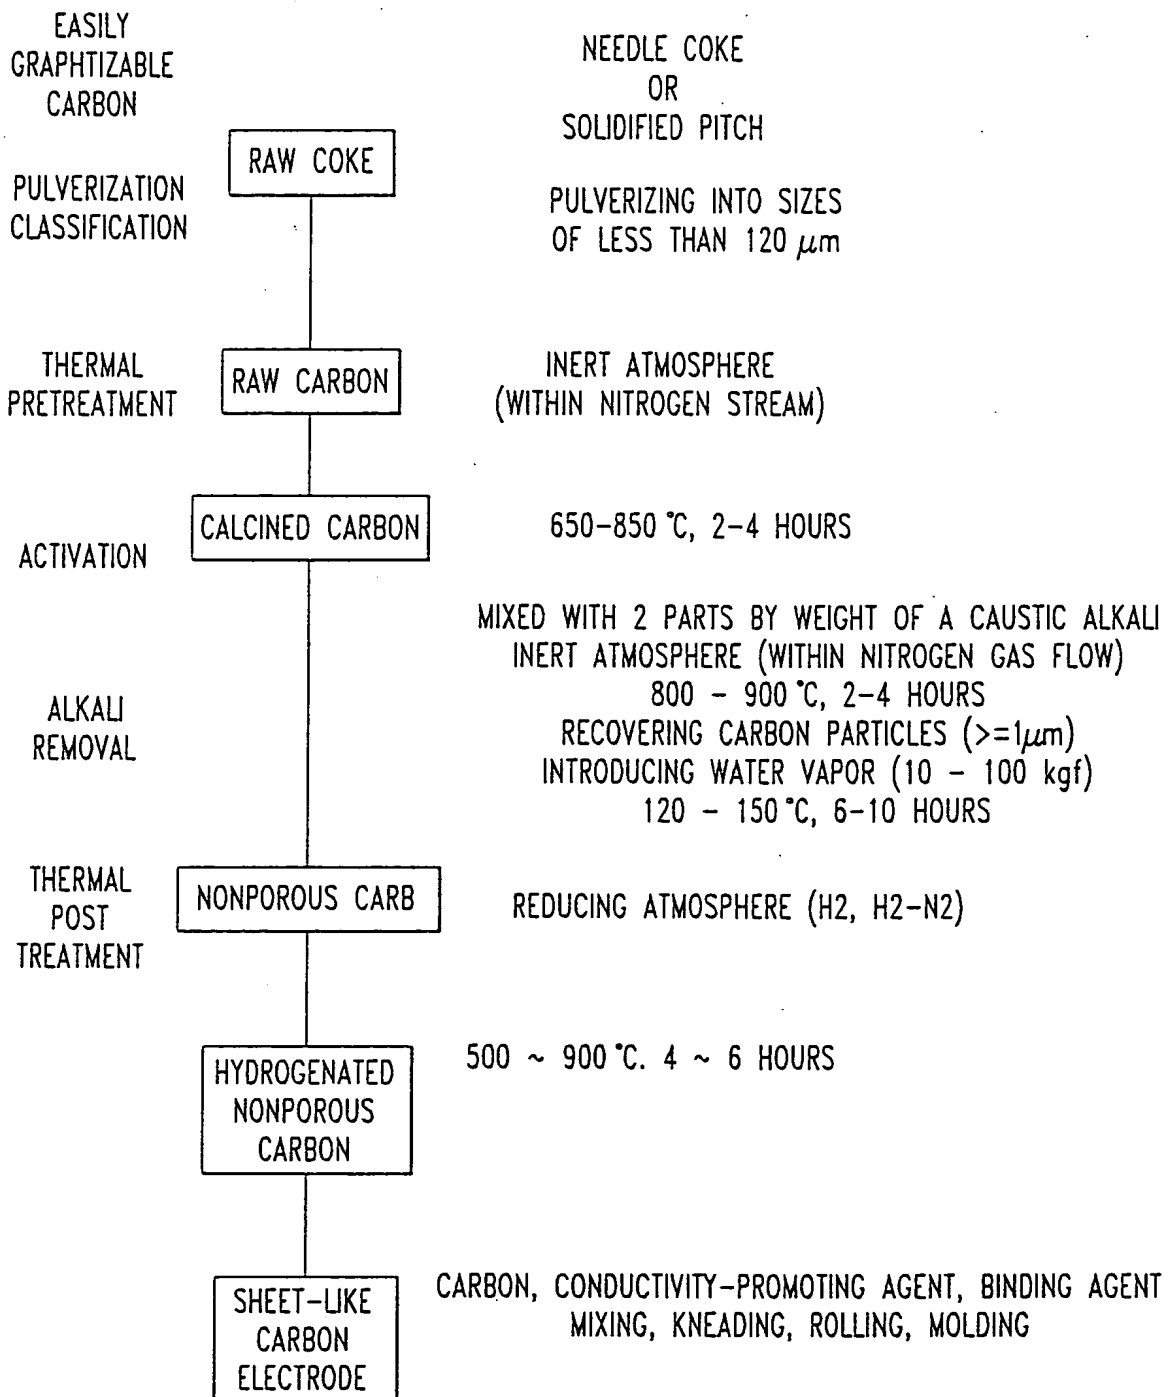 EASILY
GRAPHTIZABLE
CARBON
NEEDLE COKE
OR
SOLIDIFIED PITCH
RAW COKE
PULVERIZATION
CLASSIFICATION
PULVERIZING INTO SIZES
OF LESS THAN 120 μm
THERMAL
PRETREATMENT
RAW CARBON
INERT ATMOSPHERE
(WITHIN NITROGEN STREAM)
CALCINED CARBON
650-850 °C, 2-4 HOURS
ACTIVATION
MIXED WITH 2 PARTS BY WEIGHT OF A CAUSTIC ALKALI
INERT ATMOSPHERE (WITHIN NITROGEN GAS FLOW)
800 - 900 °C, 2-4 HOURS
ALKALI
REMOVAL
RECOVERING CARBON PARTICLES (>=1μm)
INTRODUCING WATER VAPOR (10 - 100 kgf)
120 - 150 °C, 6-10 HOURS
THERMAL
POST
TREATMENT
NONPOROUS CARB
REDUCING ATMOSPHERE (H2, H2-N2)
HYDROGENATED
NONPOROUS
CARBON
500 ~ 900 °C. 4 ~ 6 HOURS
SHEET-LIKE
CARBON
ELECTRODE
CARBON, CONDUCTIVITY-PROMOTING AGENT, BINDING AGENT
MIXING, KNEADING, ROLLING, MOLDING